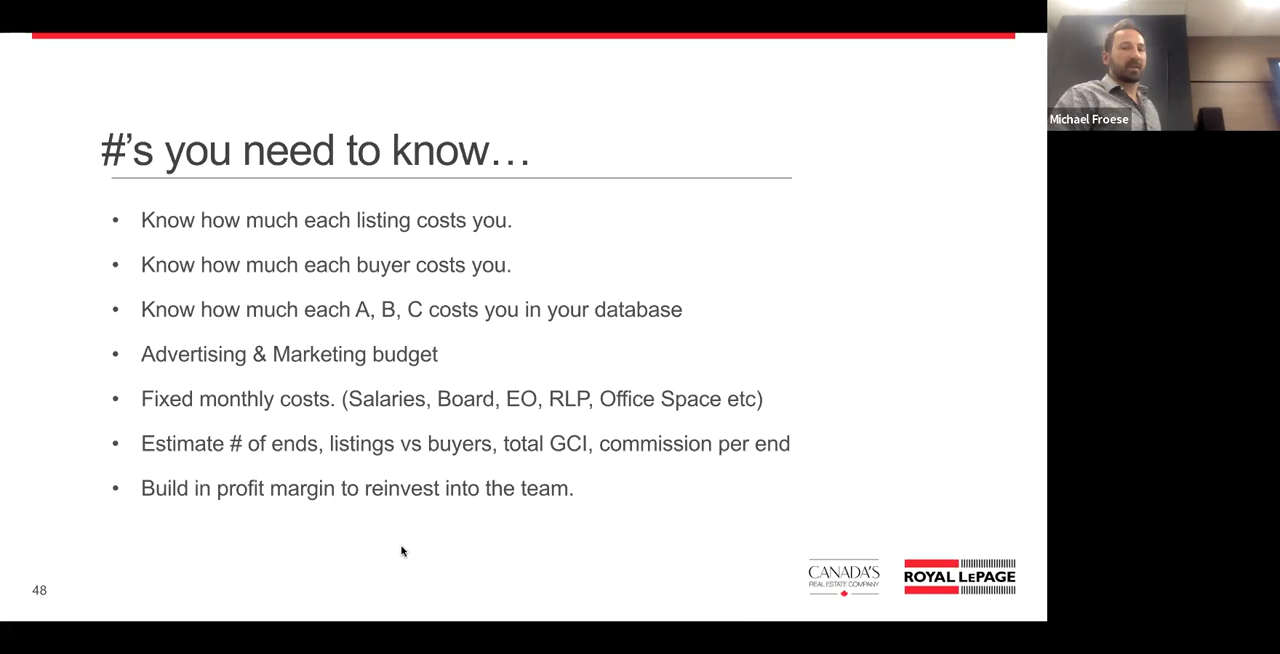 #'s you need to know…
• Know how much each listing costs you.
• Know how much each buyer costs you.
• Know how much each A, B, C costs you in your database
• Advertising & Marketing budget
• Fixed monthly costs. (Salaries, Board, EO, RLP, Office Space etc)
• Estimate # of ends, listings vs buyers, total GCI, commission per end
• Build in profit margin to reinvest into the team.
48
CANADA'S
REAL ESTATE COMPANY
ROYAL LEPAGE
Michael Froese